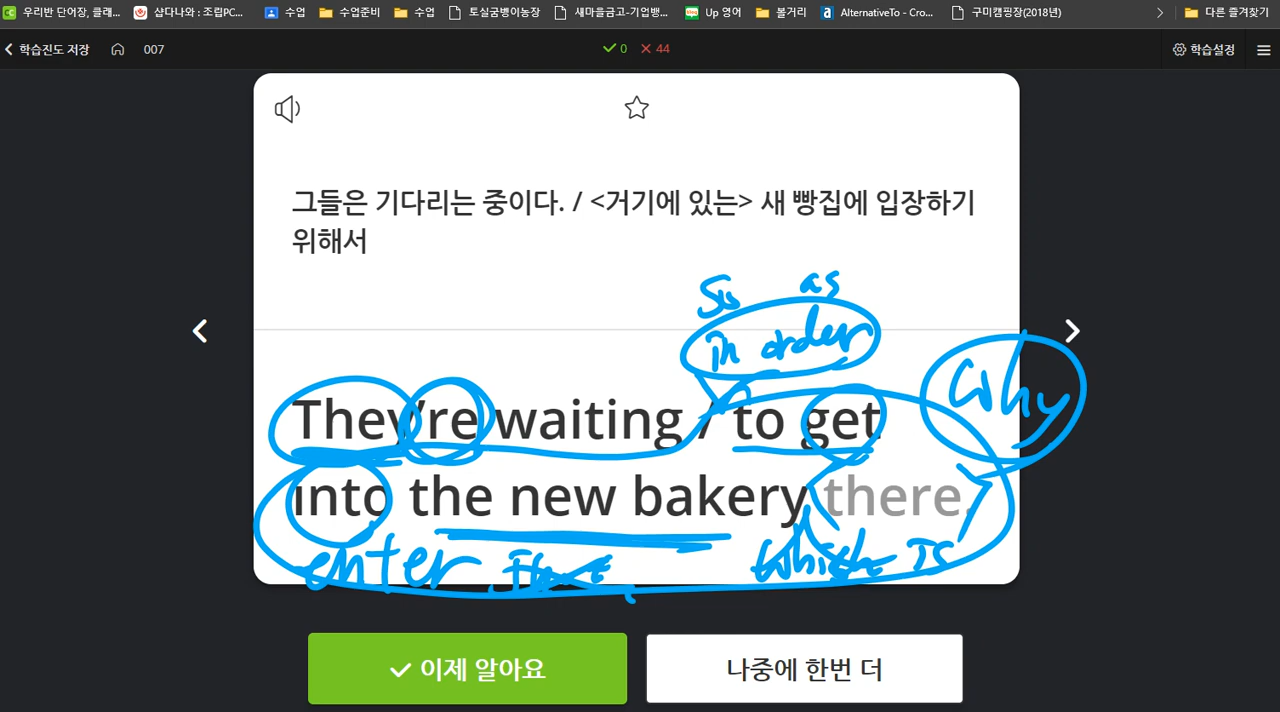 우리반 단어장, 클래... 샵다나와 : 조립PC... 수업 수업준비 수업 토실굼벵이농장 새마을금고-기업뱅... Up 영어 볼거리 AlternativeTo - Cro... 구미캠핑장(2018년) 다른 즐겨찾기
학습진도 저장 007 0 44 학습설정
그들은 기다리는 중이다. / <거기에 있는> 새 빵집에 입장하기
위해서
So as
in order
why
They're waiting / to get
into the new bakery there.
enter which is
이제 알아요 나중에 한번 더